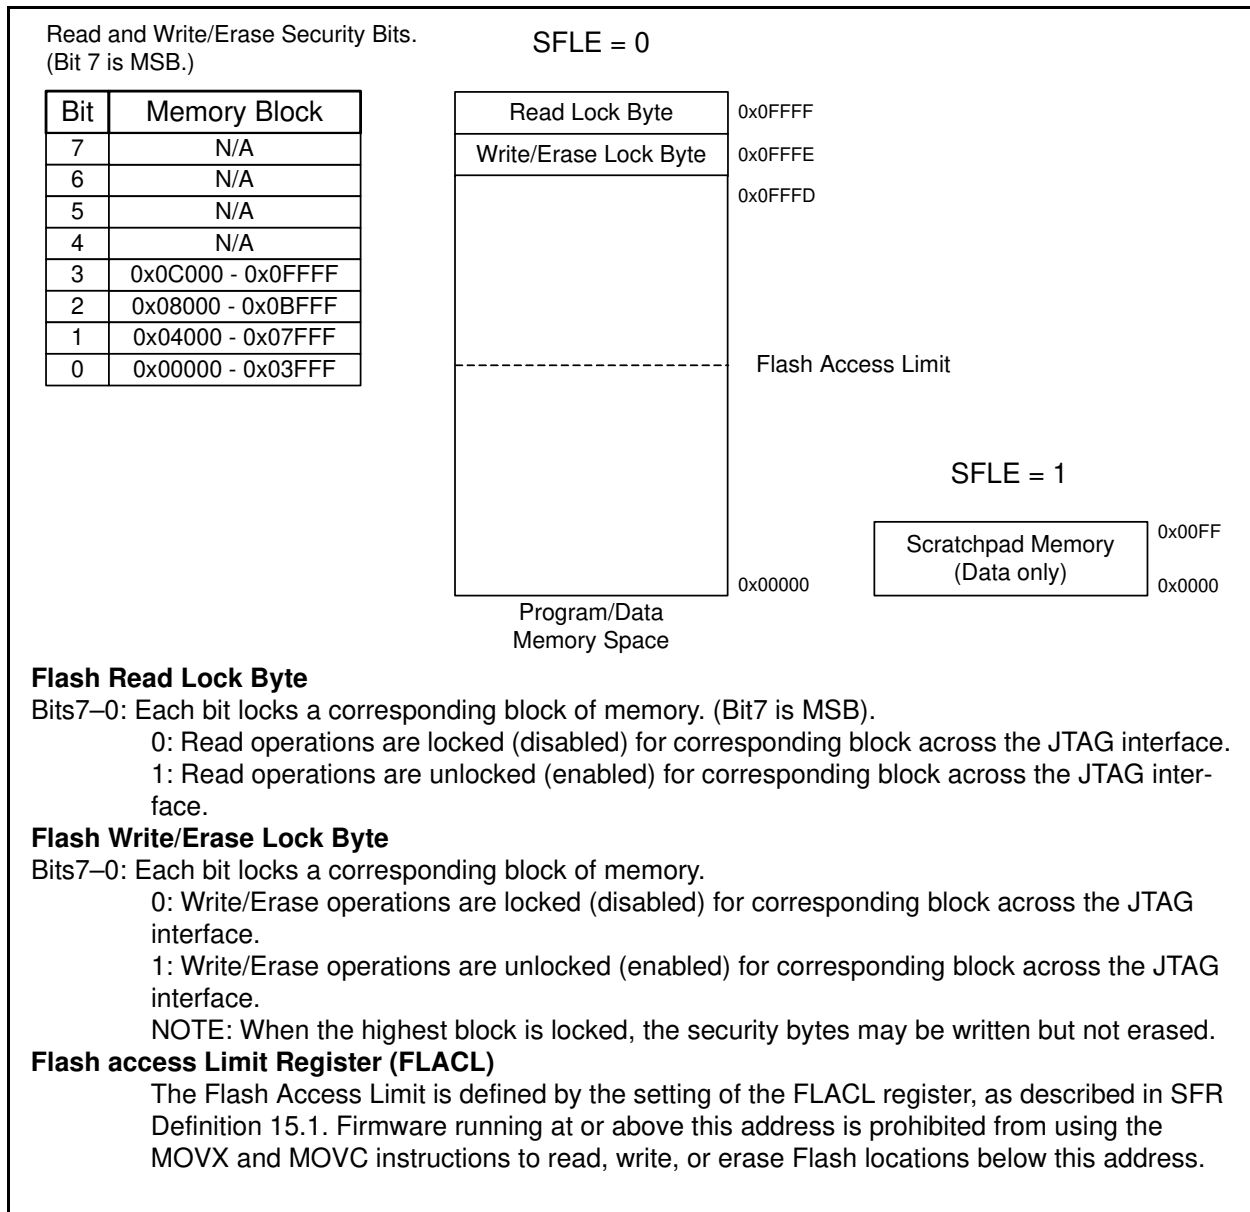 Read and Write/Erase Security Bits.
(Bit 7 is MSB.)
SFLE = 0
Bit Memory Block
7 N/A
6 N/A
5 N/A
4 N/A
3 0x0C000 - 0x0FFFF
2 0x08000 - 0x0BFFF
1 0x04000 - 0x07FFF
0 0x00000 - 0x03FFF
Read Lock Byte 0x0FFFF
Write/Erase Lock Byte 0x0FFFE
0x0FFFD
Flash Access Limit
0x00000
Program/Data
Memory Space
SFLE = 1
Scratchpad Memory
(Data only)
0x00FF
0x0000
Flash Read Lock Byte
Bits7–0: Each bit locks a corresponding block of memory. (Bit7 is MSB).
0: Read operations are locked (disabled) for corresponding block across the JTAG interface.
1: Read operations are unlocked (enabled) for corresponding block across the JTAG inter-
face.
Flash Write/Erase Lock Byte
Bits7–0: Each bit locks a corresponding block of memory.
0: Write/Erase operations are locked (disabled) for corresponding block across the JTAG
interface.
1: Write/Erase operations are unlocked (enabled) for corresponding block across the JTAG
interface.
NOTE: When the highest block is locked, the security bytes may be written but not erased.
Flash access Limit Register (FLACL)
The Flash Access Limit is defined by the setting of the FLACL register, as described in SFR
Definition 15.1. Firmware running at or above this address is prohibited from using the
MOVX and MOVC instructions to read, write, or erase Flash locations below this address.